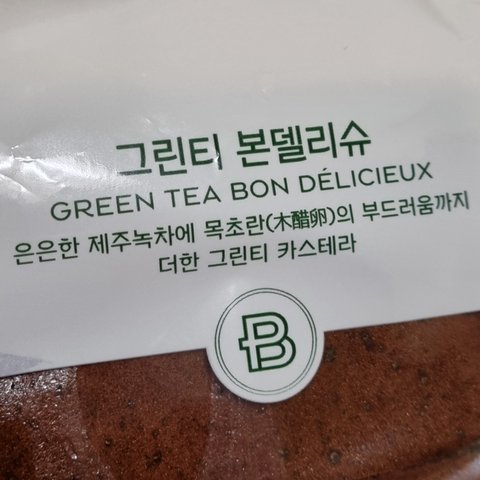 그린티 본델리슈
GREEN TEA BON DÉLICIEUX
은은한 제주녹차에 목초란(木醋卵)의 부드러움까지
더한 그린티 카스테라
B